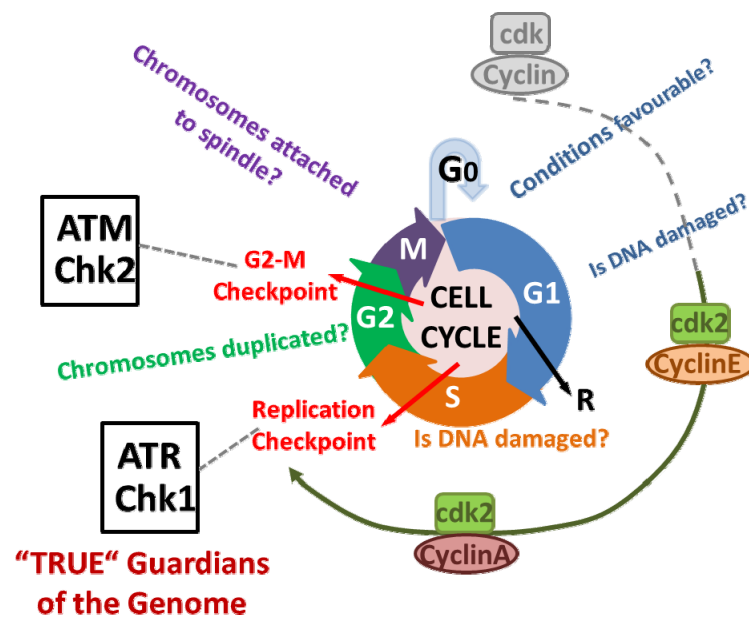 cdk
Cyclin
Chromosomes attached
to spindle?
Conditions favourable?
G0
Is DNA damaged?
ATM
Chk2
G2-M
Checkpoint
M
G1
CELL
CYCLE
G2
S
R
cdk2
CyclinE
Chromosomes duplicated?
Replication
Checkpoint
Is DNA damaged?
ATR
Chk1
cdk2
CyclinA
“TRUE“ Guardians
of the Genome